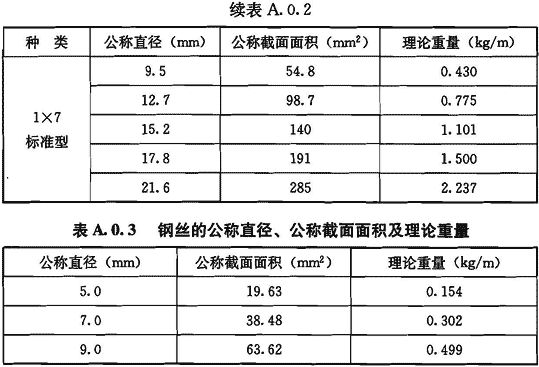 续表 A.0.2
种 类 公称直径（mm） 公称截面面积（mm²） 理论重量（kg/m）
1×7
标准型
9.5 54.8 0.430
12.7 98.7 0.775
15.2 140 1.101
17.8 191 1.500
21.6 285 2.237
表 A.0.3 钢丝的公称直径、公称截面面积及理论重量
公称直径（mm） 公称截面面积（mm²） 理论重量（kg/m）
5.0 19.63 0.154
7.0 38.48 0.302
9.0 63.62 0.499